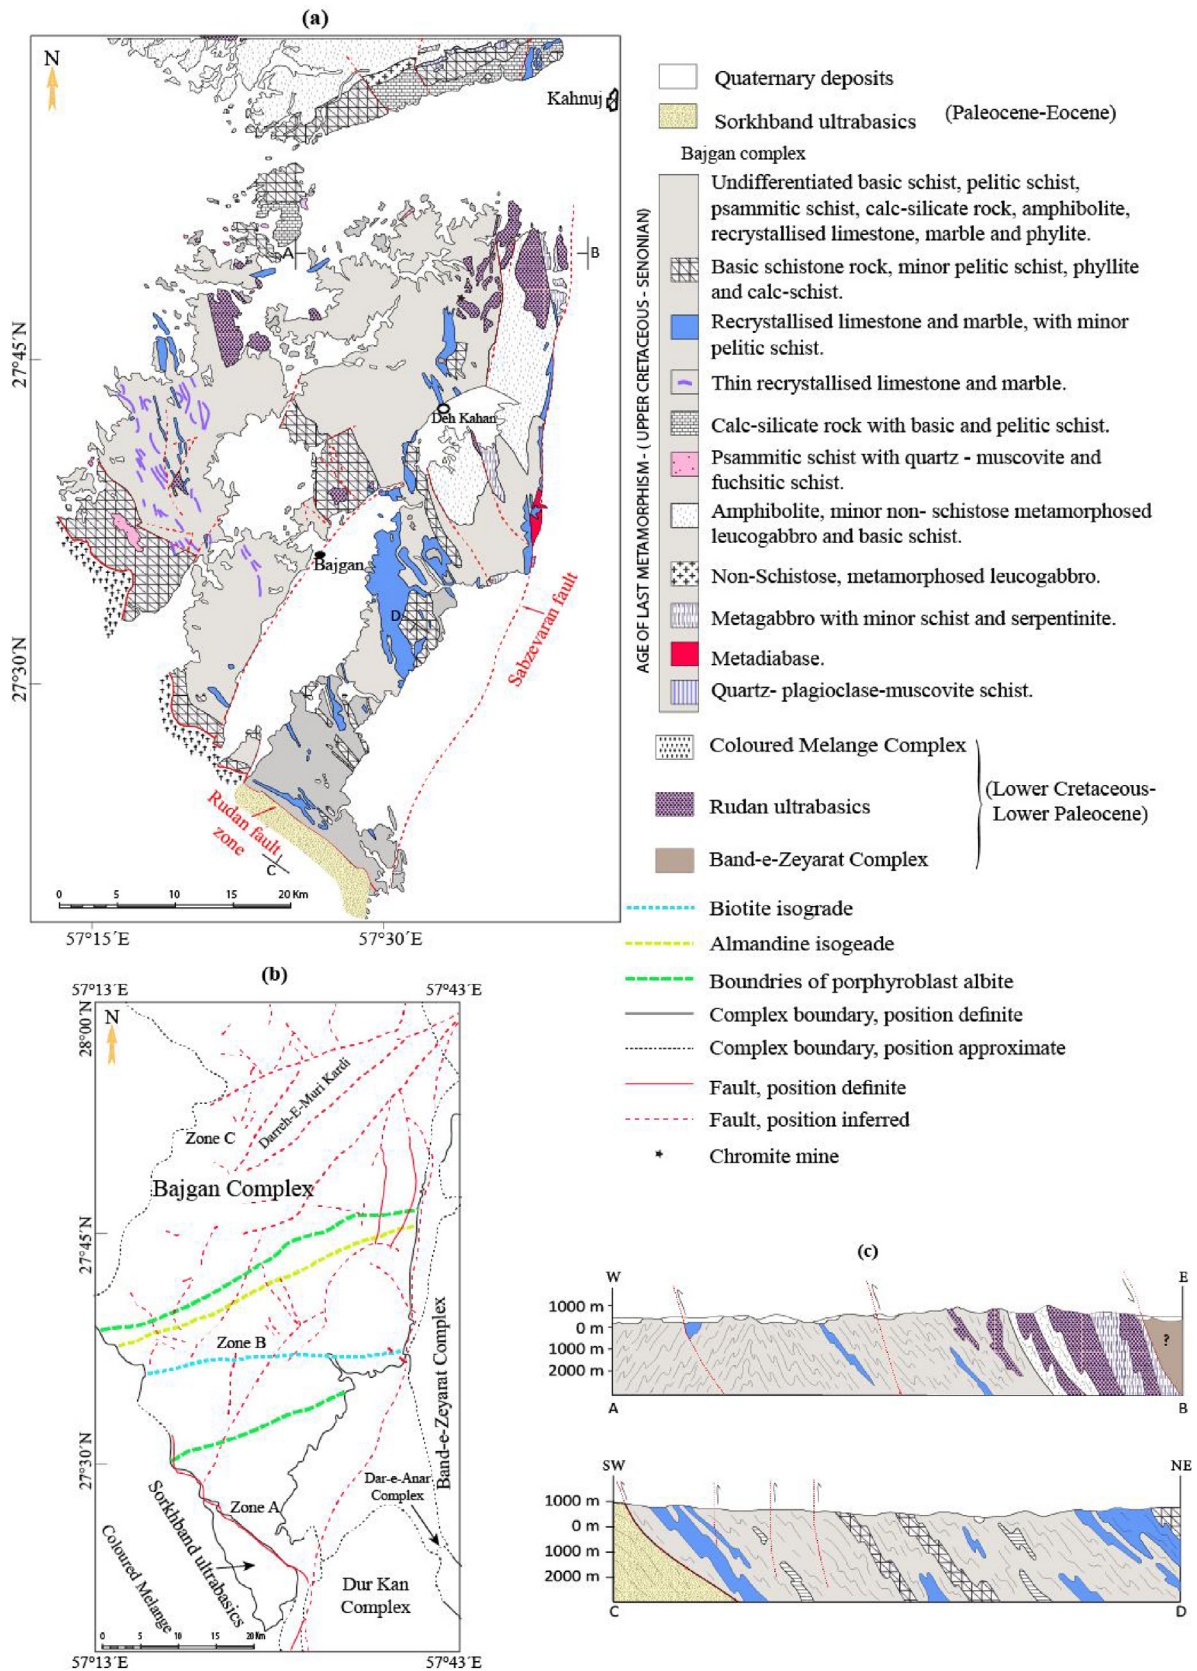 (a)
N
Kahnuj
A
B
27°45´N
Deh Kahan
Bajgan
D
27°30´N
Sabzevaran fault
Rudan fault
zone
C
0 5 10 15 20 Km
57°15´E 57°30´E
Quaternary deposits
Sorkhband ultrabasics (Paleocene-Eocene)
Bajgan complex
AGE OF LAST METAMORPHISM - ( UPPER CRETACEOUS - SENONIAN)
Undifferentiated basic schist, pelitic schist,
psammitic schist, calc-silicate rock, amphibolite,
recrystallised limestone, marble and phylite.
Basic schistone rock, minor pelitic schist, phyllite
and calc-schist.
Recrystallised limestone and marble, with minor
pelitic schist.
Thin recrystallised limestone and marble.
Calc-silicate rock with basic and pelitic schist.
Psammitic schist with quartz - muscovite and
fuchsitic schist.
Amphibolite, minor non- schistose metamorphosed
leucogabbro and basic schist.
Non-Schistose, metamorphosed leucogabbro.
Metagabbro with minor schist and serpentinite.
Metadiabase.
Quartz- plagioclase-muscovite schist.
Coloured Melange Complex
Rudan ultrabasics
Band-e-Zeyarat Complex
(Lower Cretaceous-
Lower Paleocene)
Biotite isograde
Almandine isogeade
Boundries of porphyroblast albite
Complex boundary, position definite
Complex boundary, position approximate
Fault, position definite
Fault, position inferred
Chromite mine
(b)
57°13´E 57°43´E
28°00´N
N
Darreh-E-Muri Kardi
Zone C
Bajgan Complex
27°45´N
Zone B
Band-e-Zeyarat Complex
27°30´N
Dar-e-Anar
Complex
Zone A
Sorkhband ultrabasics
Coloured Melange
Dur Kan
Complex
0 5 10 15 20 Km
57°13´E 57°43´E
(c)
W E
1000 m
0 m
1000 m
2000 m
?
A B
SW NE
1000 m
0 m
1000 m
2000 m
C D